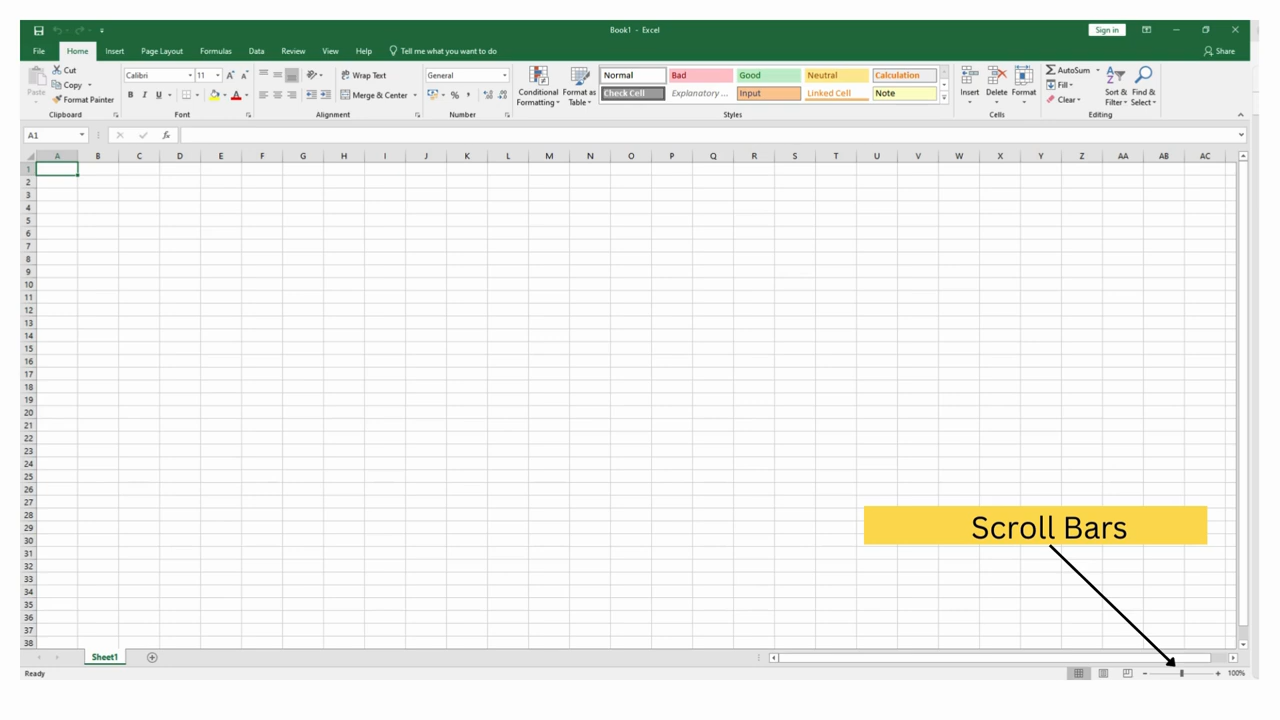 Book1 - Excel
Sign in
File Home Insert Page Layout Formulas Data Review View Help Tell me what you want to do
Share
Paste
Cut
Copy
Format Painter
Clipboard
Calibri 11
B I U
Font
Wrap Text
Merge & Center
Alignment
General
%
Number
Conditional Formatting
Format as Table
Normal Bad Good Neutral Calculation
Check Cell Explanatory ... Input Linked Cell Note
Styles
Insert Delete Format
Cells
AutoSum
Fill
Clear
Sort & Filter
Find & Select
Editing
A1 fx
A B C D E F G H I J K L M N O P Q R S T U V W X Y Z AA AB AC
1
2
3
4
5
6
7
8
9
10
11
12
13
14
15
16
17
18
19
20
21
22
23
24
25
26
27
28
29
30
31
32
33
34
35
36
37
38
Scroll Bars
Sheet1
Ready
100%